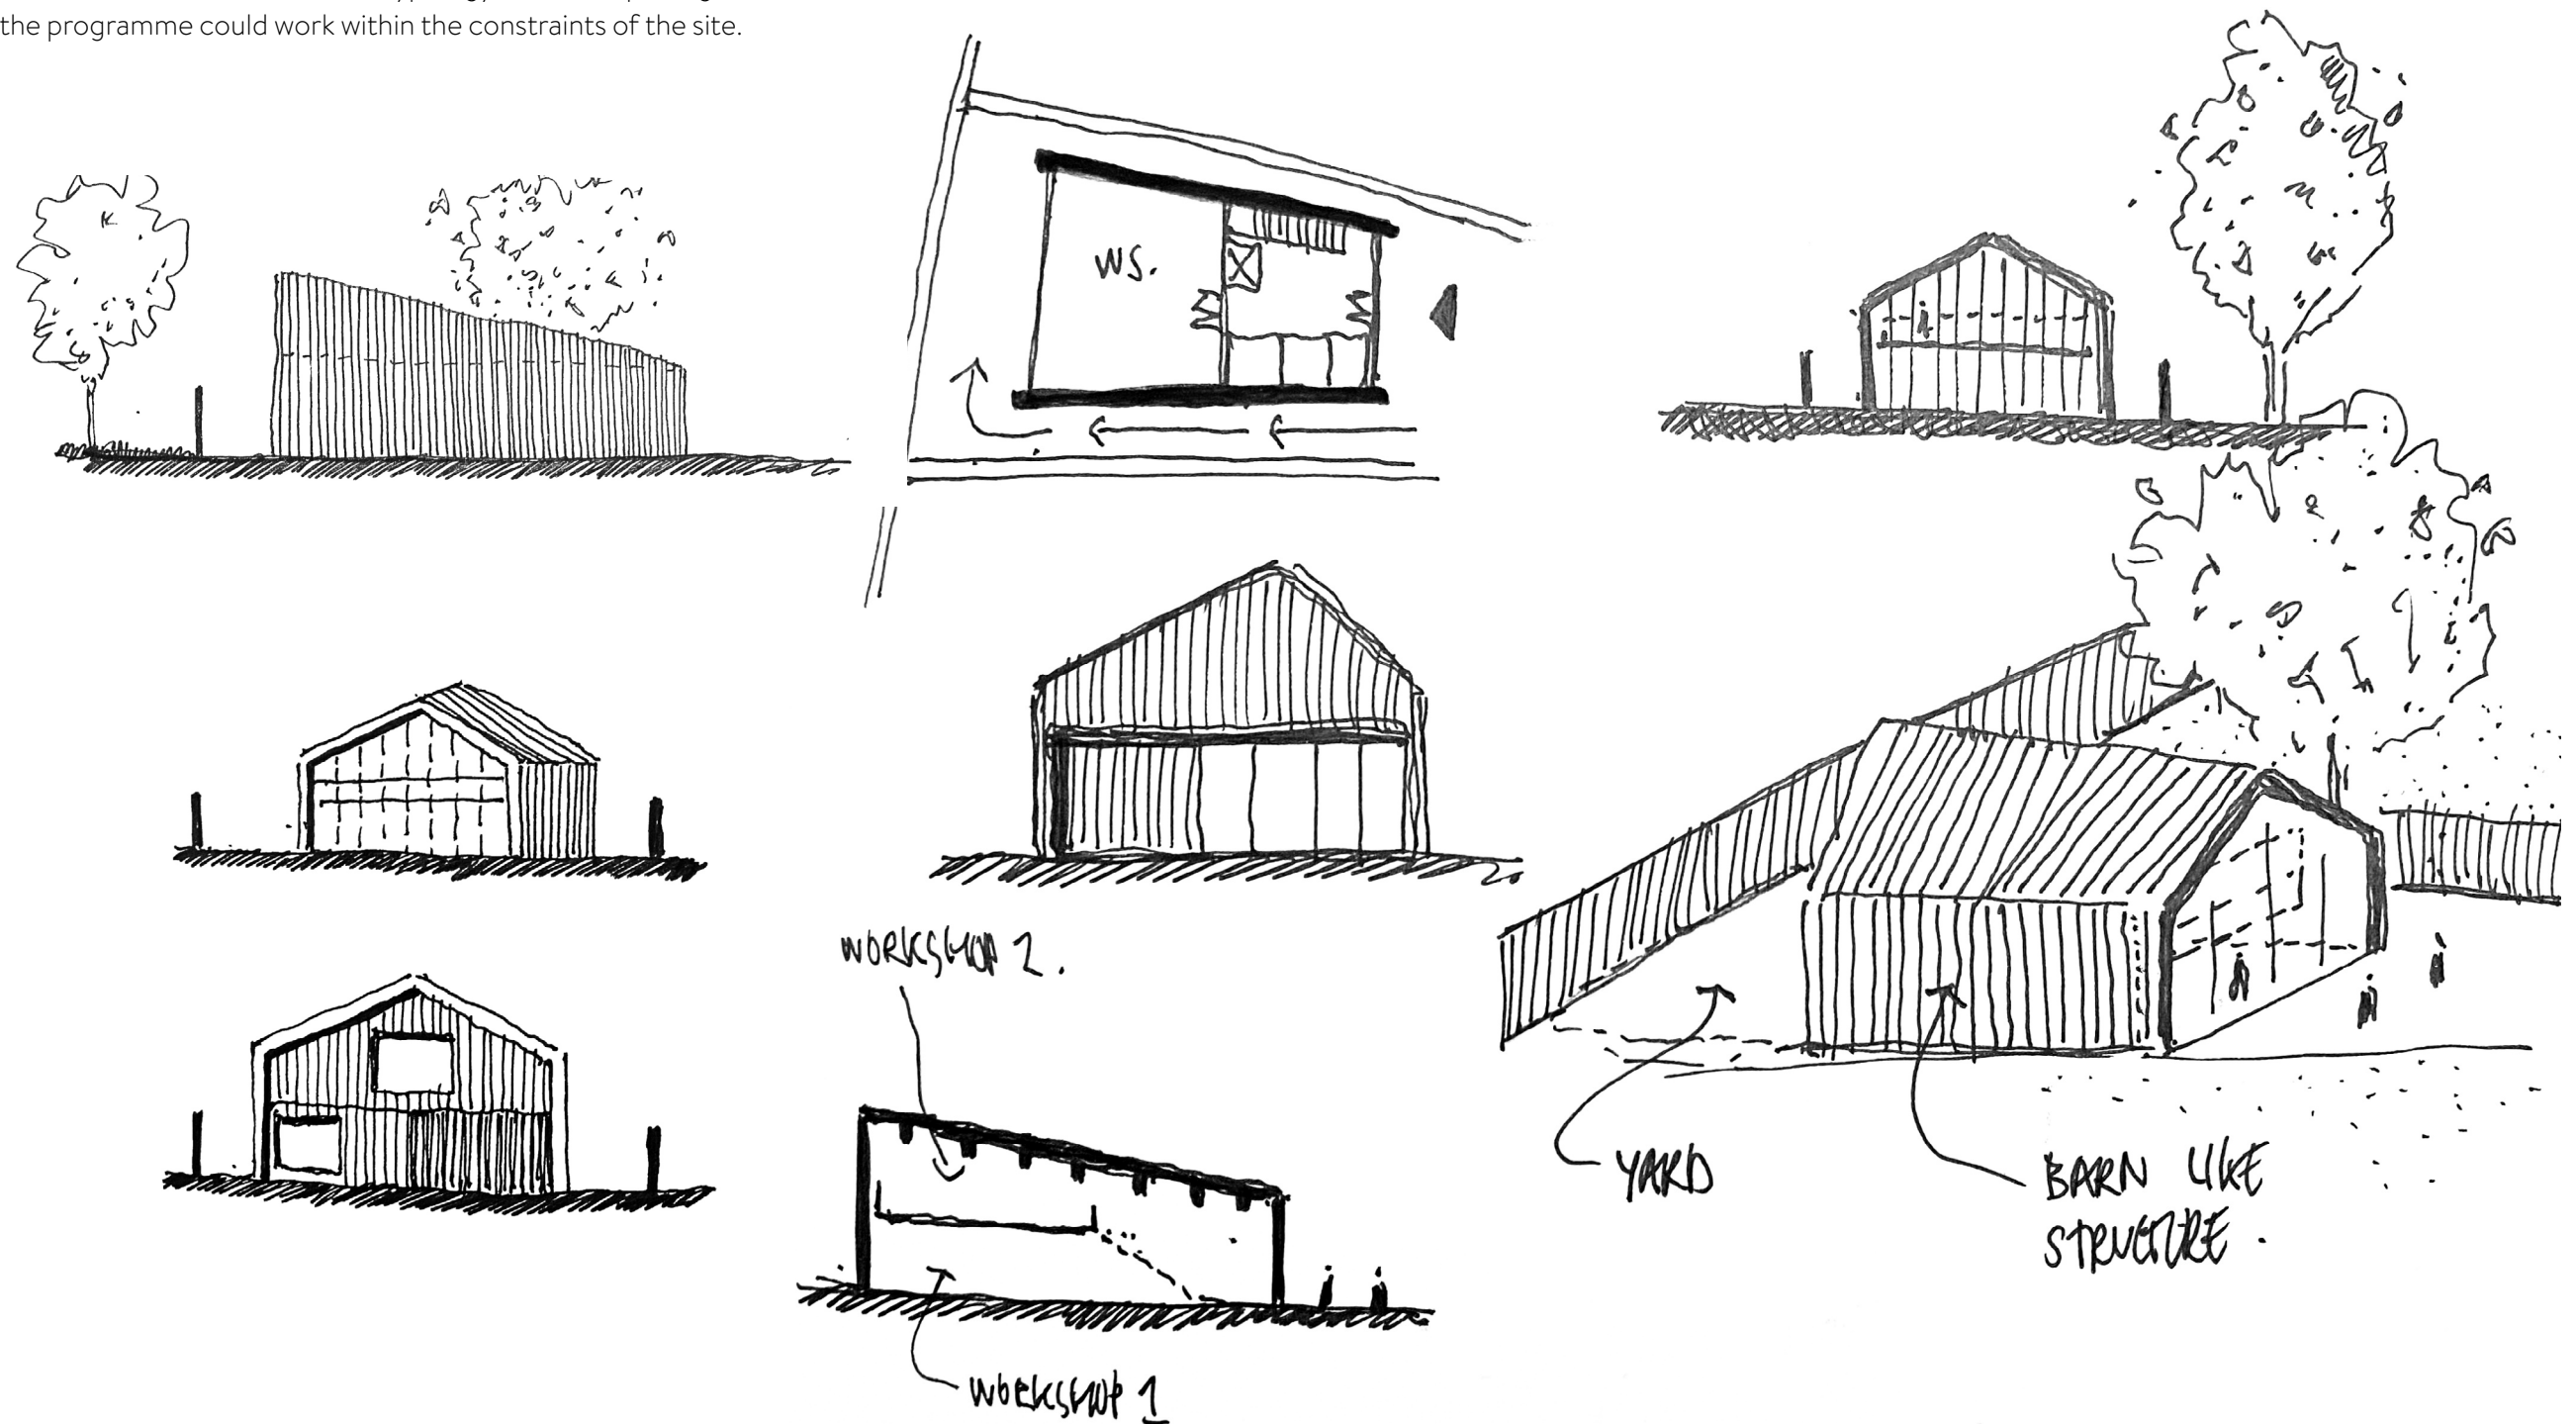 the programme could work within the constraints of the site.
WS.
WORKSHOP 2.
YARD
BARN LIKE
STRUCTURE.
WORKSHOP 1